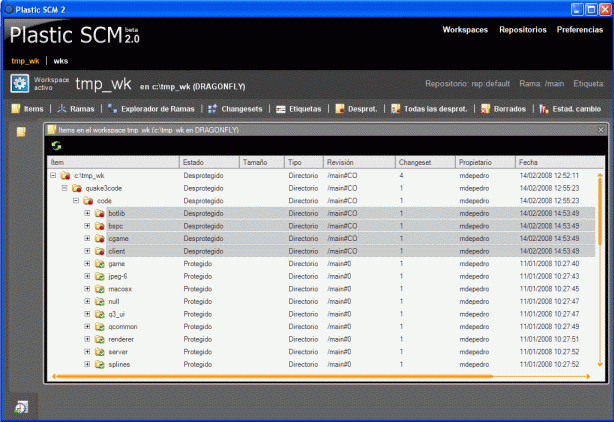 Plastic SCM 2
Plastic SCM beta 2.0
Workspaces Repositorios Preferencias
tmp_wk wks
Workspace activo tmp_wk en c:\tmp_wk (DRAGONFLY) Repositorio: rep:default Rama: /main Etiqueta:
Items Ramas Explorador de Ramas Changesets Etiquetas Desprot. Todas las desprot. Borrados Estad. cambio
Items en el workspace tmp_wk (c:\tmp_wk en DRAGONFLY)
Item Estado Tamaño Tipo Revisión Changeset Propietario Fecha
c:\tmp_wk Desprotegido Directorio /main#CO 4 mdepedro 14/02/2008 12:52:11
quake3code Desprotegido Directorio /main#CO 1 mdepedro 14/02/2008 12:55:23
code Desprotegido Directorio /main#CO 1 mdepedro 14/02/2008 12:55:23
botlib Desprotegido Directorio /main#CO 1 mdepedro 14/02/2008 14:53:49
bspc Desprotegido Directorio /main#CO 1 mdepedro 14/02/2008 14:53:49
cgame Desprotegido Directorio /main#CO 1 mdepedro 14/02/2008 14:53:49
client Desprotegido Directorio /main#CO 1 mdepedro 14/02/2008 14:53:49
game Protegido Directorio /main#0 1 mdepedro 11/01/2008 10:27:40
jpeg-6 Protegido Directorio /main#0 1 mdepedro 11/01/2008 10:27:43
macosx Protegido Directorio /main#0 1 mdepedro 11/01/2008 10:27:45
null Protegido Directorio /main#0 1 mdepedro 11/01/2008 10:27:47
q3_ui Protegido Directorio /main#0 1 mdepedro 11/01/2008 10:27:47
qcommon Protegido Directorio /main#0 1 mdepedro 11/01/2008 10:27:49
renderer Protegido Directorio /main#0 1 mdepedro 11/01/2008 10:27:51
server Protegido Directorio /main#0 1 mdepedro 11/01/2008 10:27:52
splines Protegido Directorio /main#0 1 mdepedro 11/01/2008 10:27:52